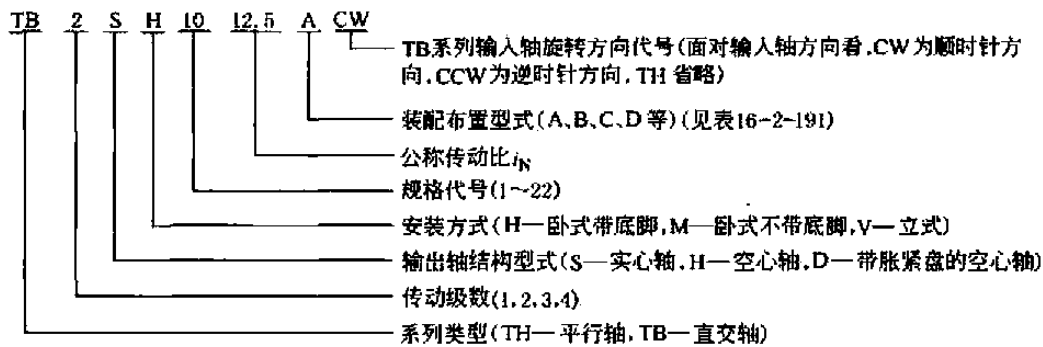 TB 2 S H 10 12.5 A CW
TB系列输入轴旋转方向代号(面对输入轴方向看,CW为顺时针方
向,CCW为逆时针方向,TH 省略)
装配布置型式(A、B、C、D 等)(见表16-2-191)
公称传动比iN
规格代号(1~22)
安装方式(H—卧式带底脚,M—卧式不带底脚,V—立式)
输出轴结构型式(S—实心轴,H—空心轴,D—带胀紧盘的空心轴)
传动级数(1,2,3,4)
系列类型(TH—平行轴,TB—直交轴)